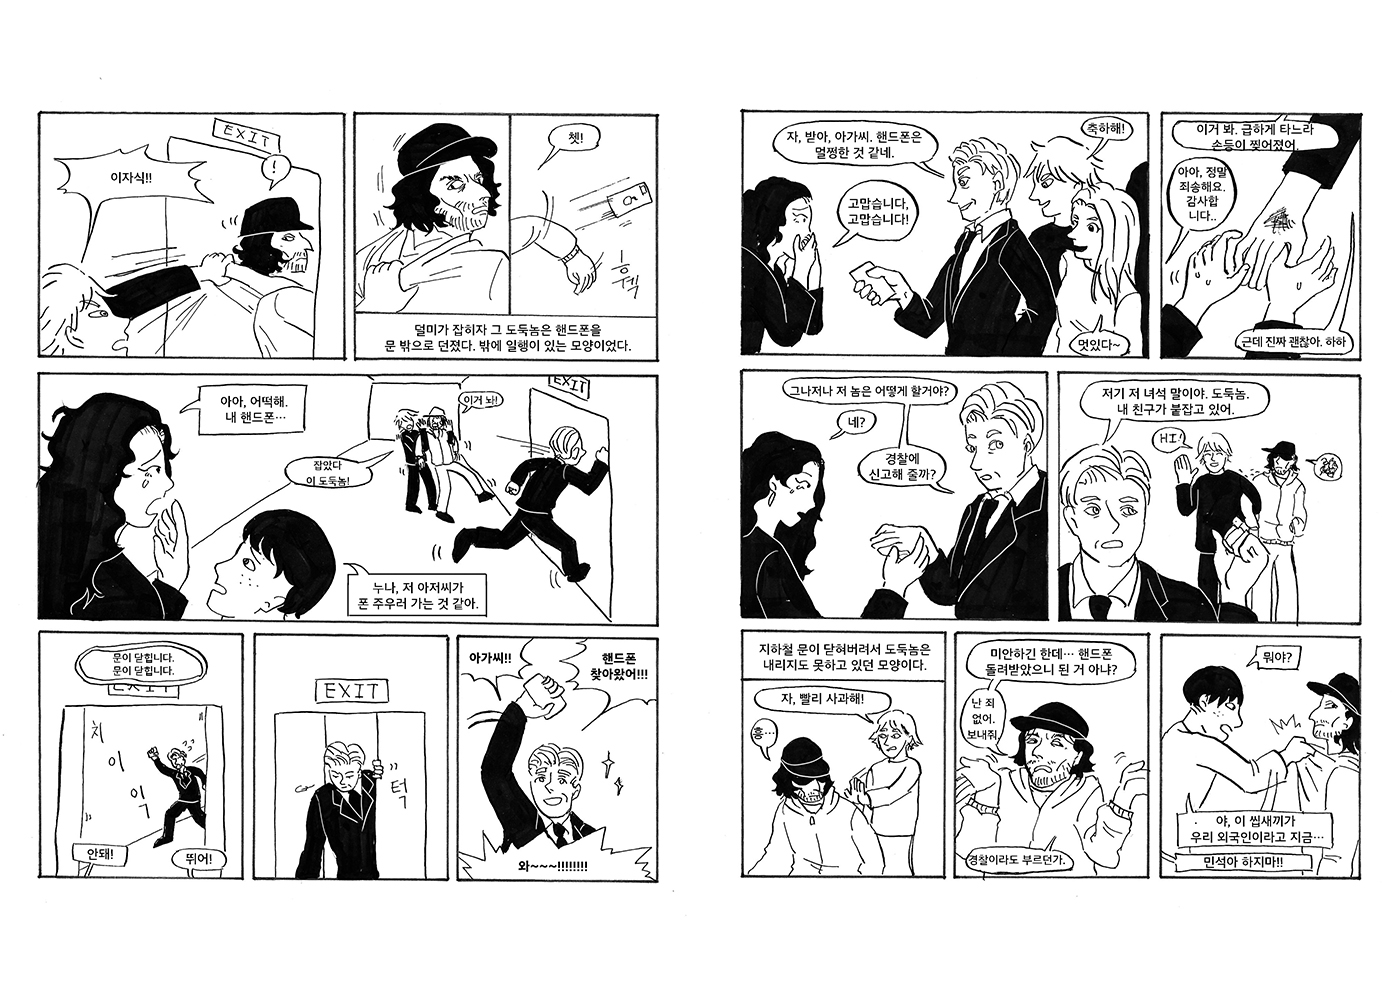 EXIT
이자식!!
!
쳇!
휙
덜미가 잡히자 그 도둑놈은 핸드폰을
문 밖으로 던졌다. 밖에 일행이 있는 모양이었다.
아아, 어떡해.
내 핸드폰…
잡았다
이 도둑놈!
이거 놔!
EXIT
누나, 저 아저씨가
폰 주우러 가는 것 같아.
문이 닫힙니다.
문이 닫힙니다.
EXIT
치
이
익
안돼!
뛰어!
EXIT
턱
아가씨!!
핸드폰
찾아왔어!!!
와~~~!!!!!!!!
자, 받아, 아가씨. 핸드폰은
멀쩡한 것 같네.
축하해!
고맙습니다,
고맙습니다!
멋있다~
이거 봐. 급하게 타느라
손등이 찢어졌어.
아아, 정말
죄송해요.
감사합
니다..
근데 진짜 괜찮아. 하하
그나저나 저 놈은 어떻게 할거야?
네?
경찰에
신고해 줄까?
저기 저 녀석 말이야. 도둑놈.
내 친구가 붙잡고 있어.
HI!
지하철 문이 닫혀버려서 도둑놈은
내리지도 못하고 있던 모양이다.
자, 빨리 사과해!
흥…
미안하긴 한데… 핸드폰
돌려받았으니 된 거 아냐?
난 죄
없어.
보내줘.
경찰이라도 부르던가.
뭐야?
야, 이 씹새끼가
우리 외국인이라고 지금…
민석아 하지마!!